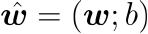 ŵ = (w; b)